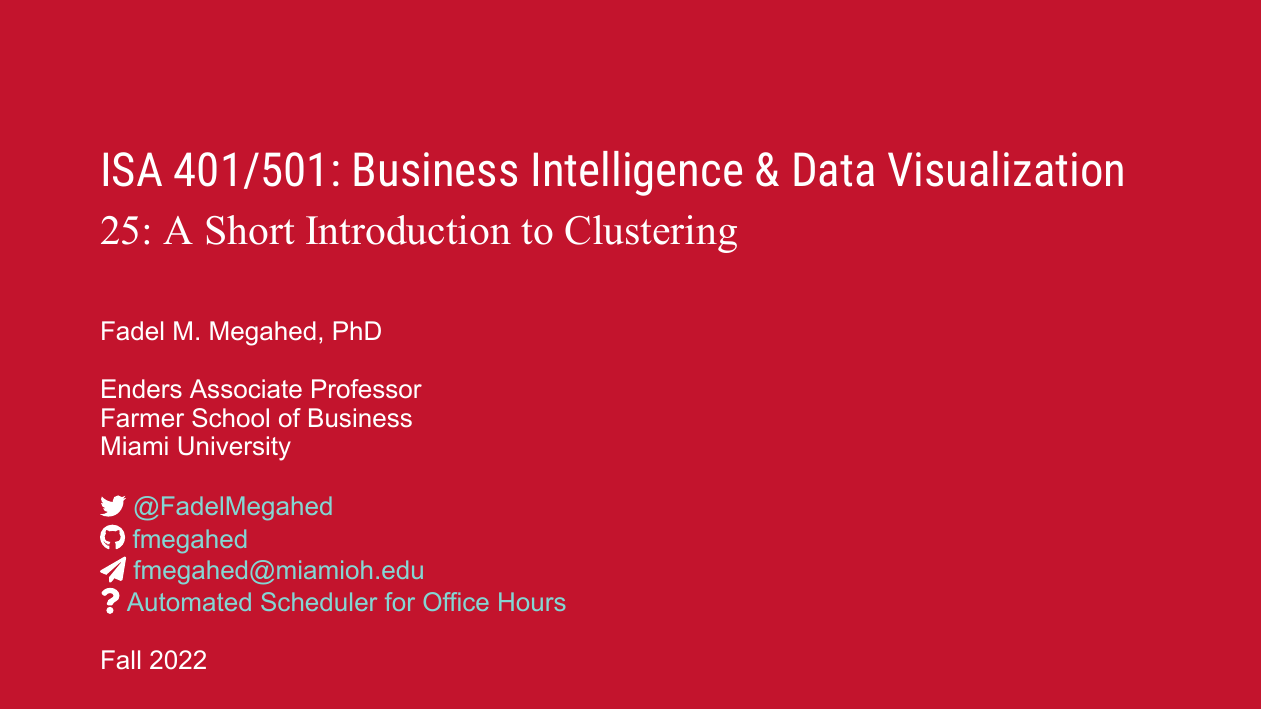 ISA 401/501: Business Intelligence & Data Visualization
25: A Short Introduction to Clustering
Fadel M. Megahed, PhD
Enders Associate Professor
Farmer School of Business
Miami University
@FadelMegahed
fmegahed
fmegahed@miamioh.edu
Automated Scheduler for Office Hours
Fall 2022